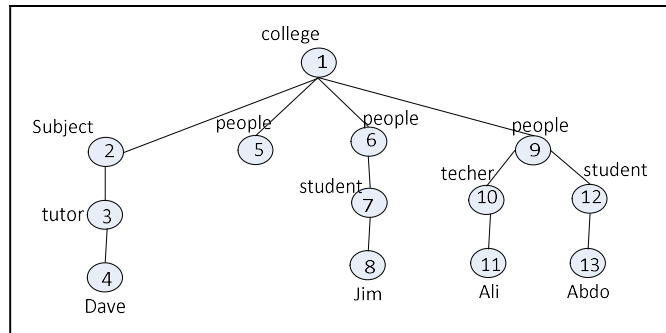 college
1
people
Subject
people
people
2
5
6
9
techer
student
student
tutor
3
7
10
12
4
8
11
13
Dave
Jim
Ali
Abdo